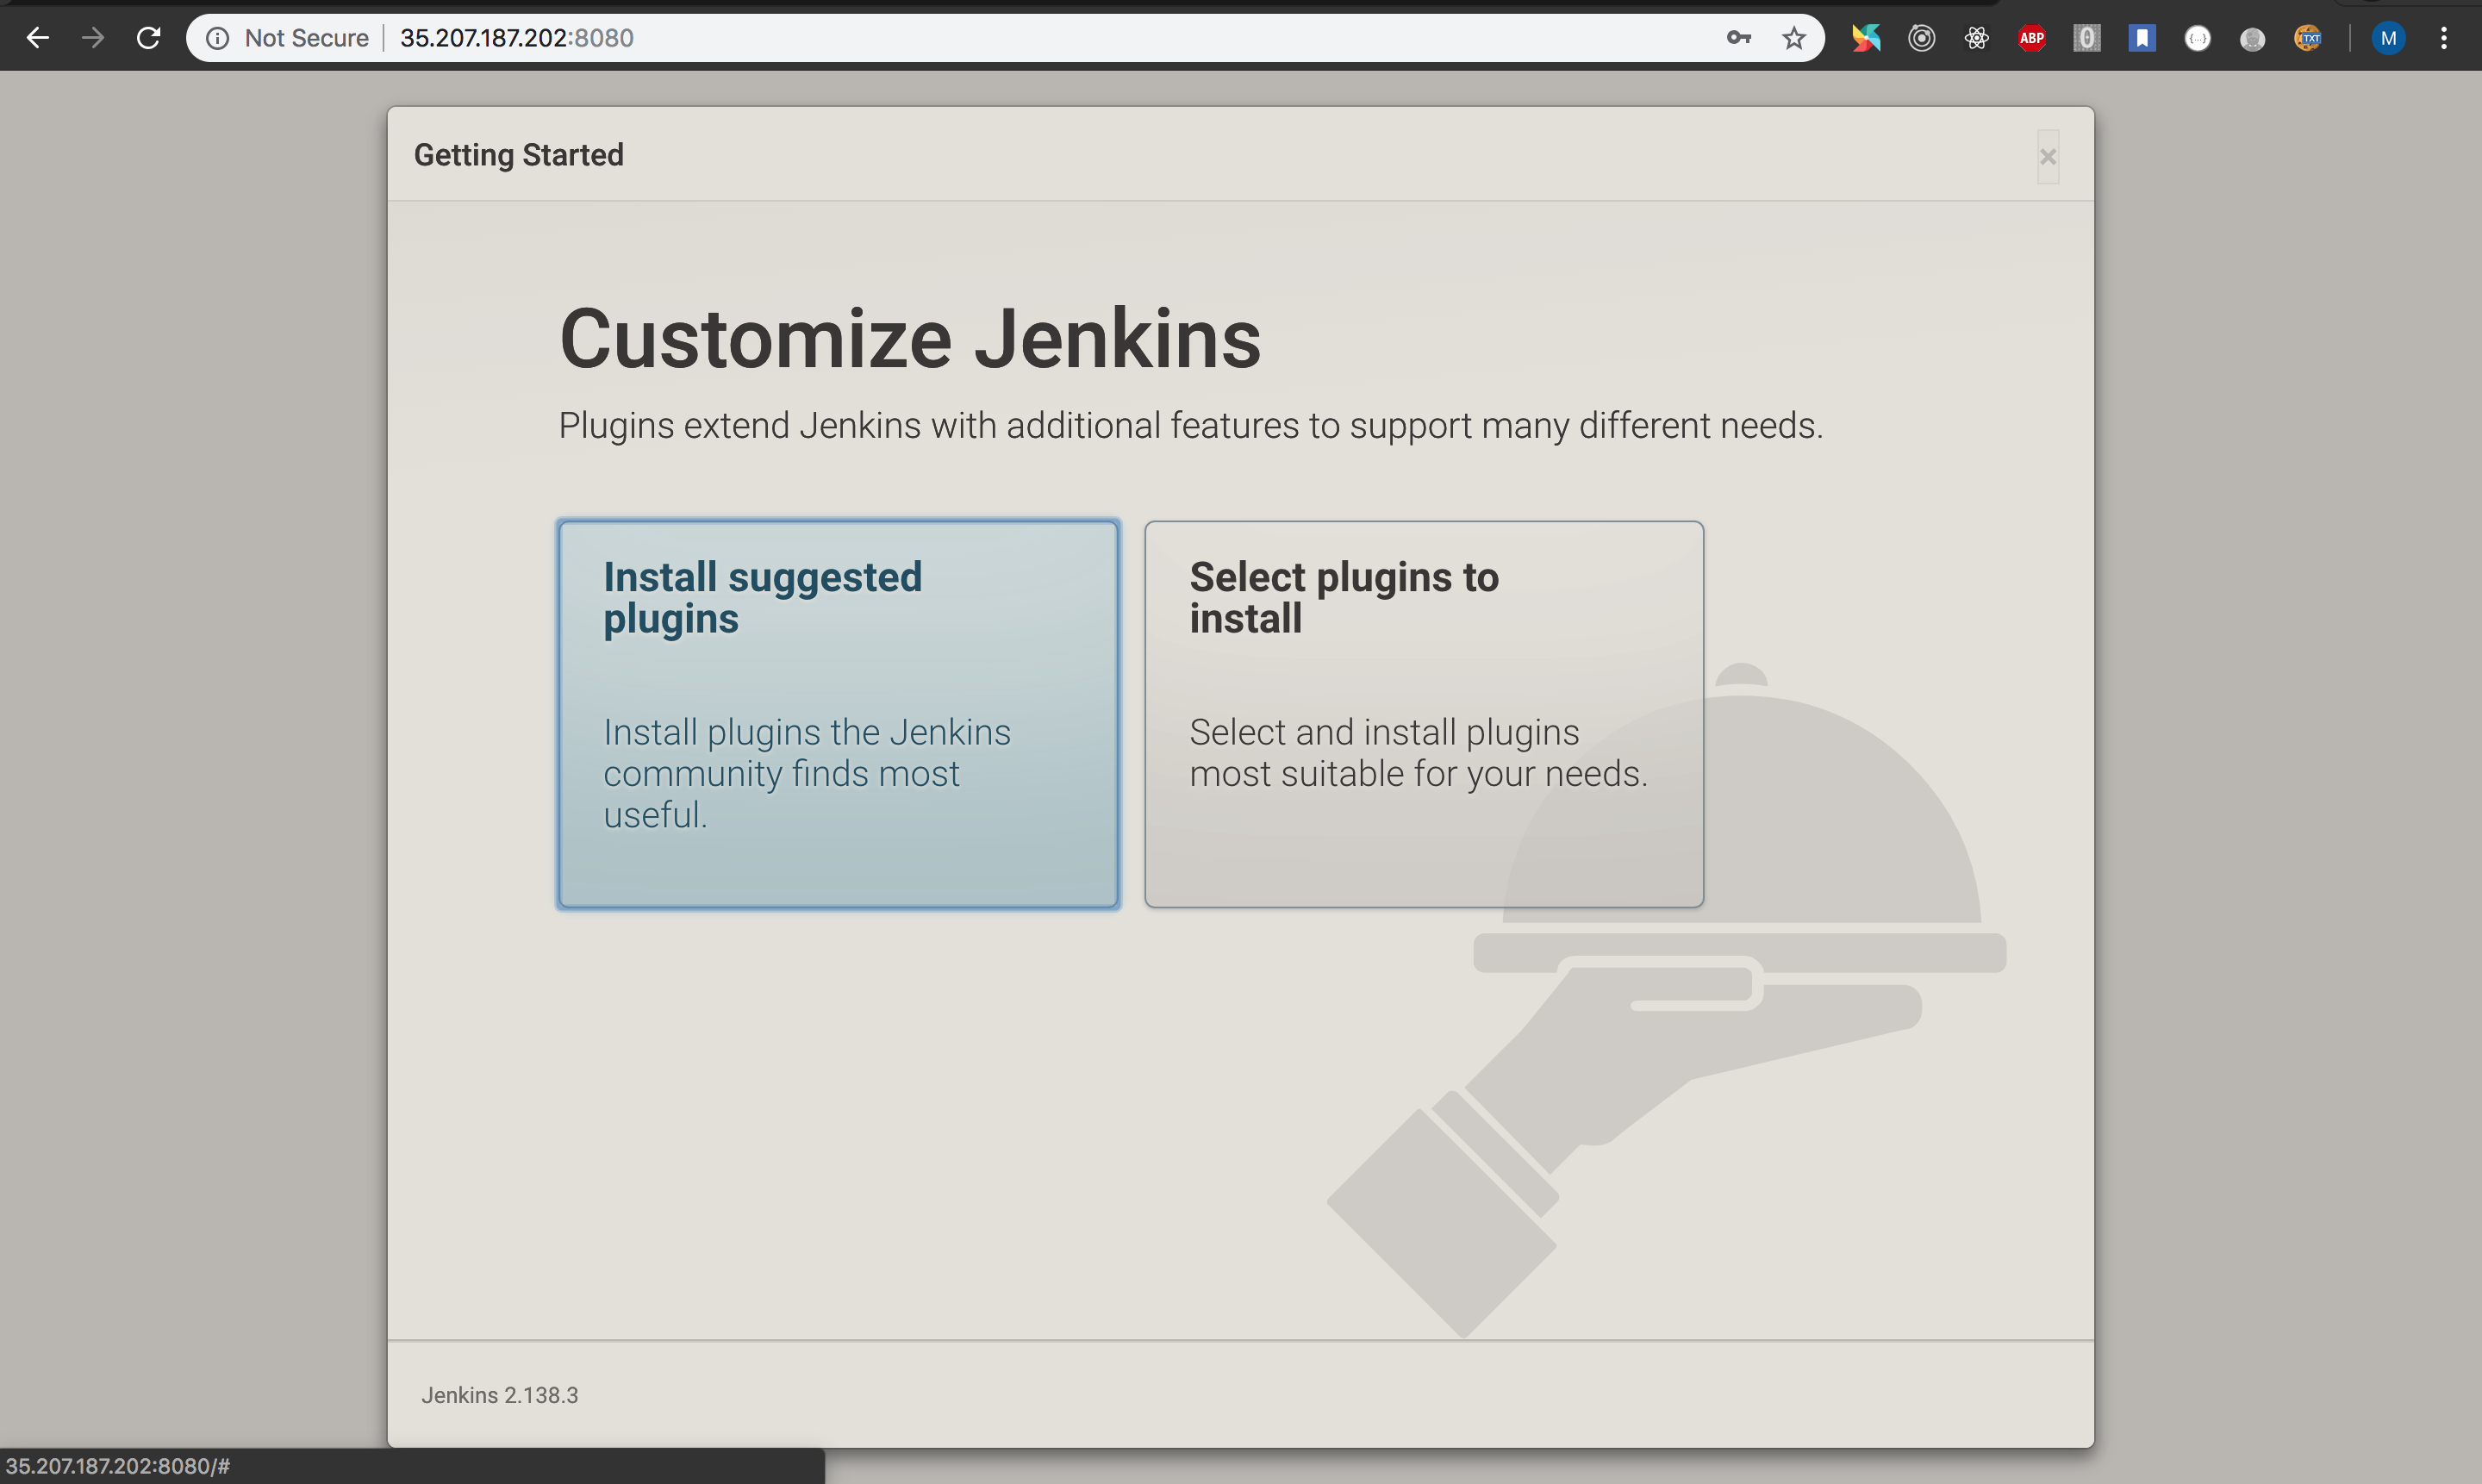 Not Secure
35.207.187.202:8080
ABP
0
{...}
TXT
M
Getting Started
×
Customize Jenkins
Plugins extend Jenkins with additional features to support many different needs.
Install suggested
plugins
Install plugins the Jenkins
community finds most
useful.
Select plugins to
install
Select and install plugins
most suitable for your needs.
Jenkins 2.138.3
35.207.187.202:8080/#